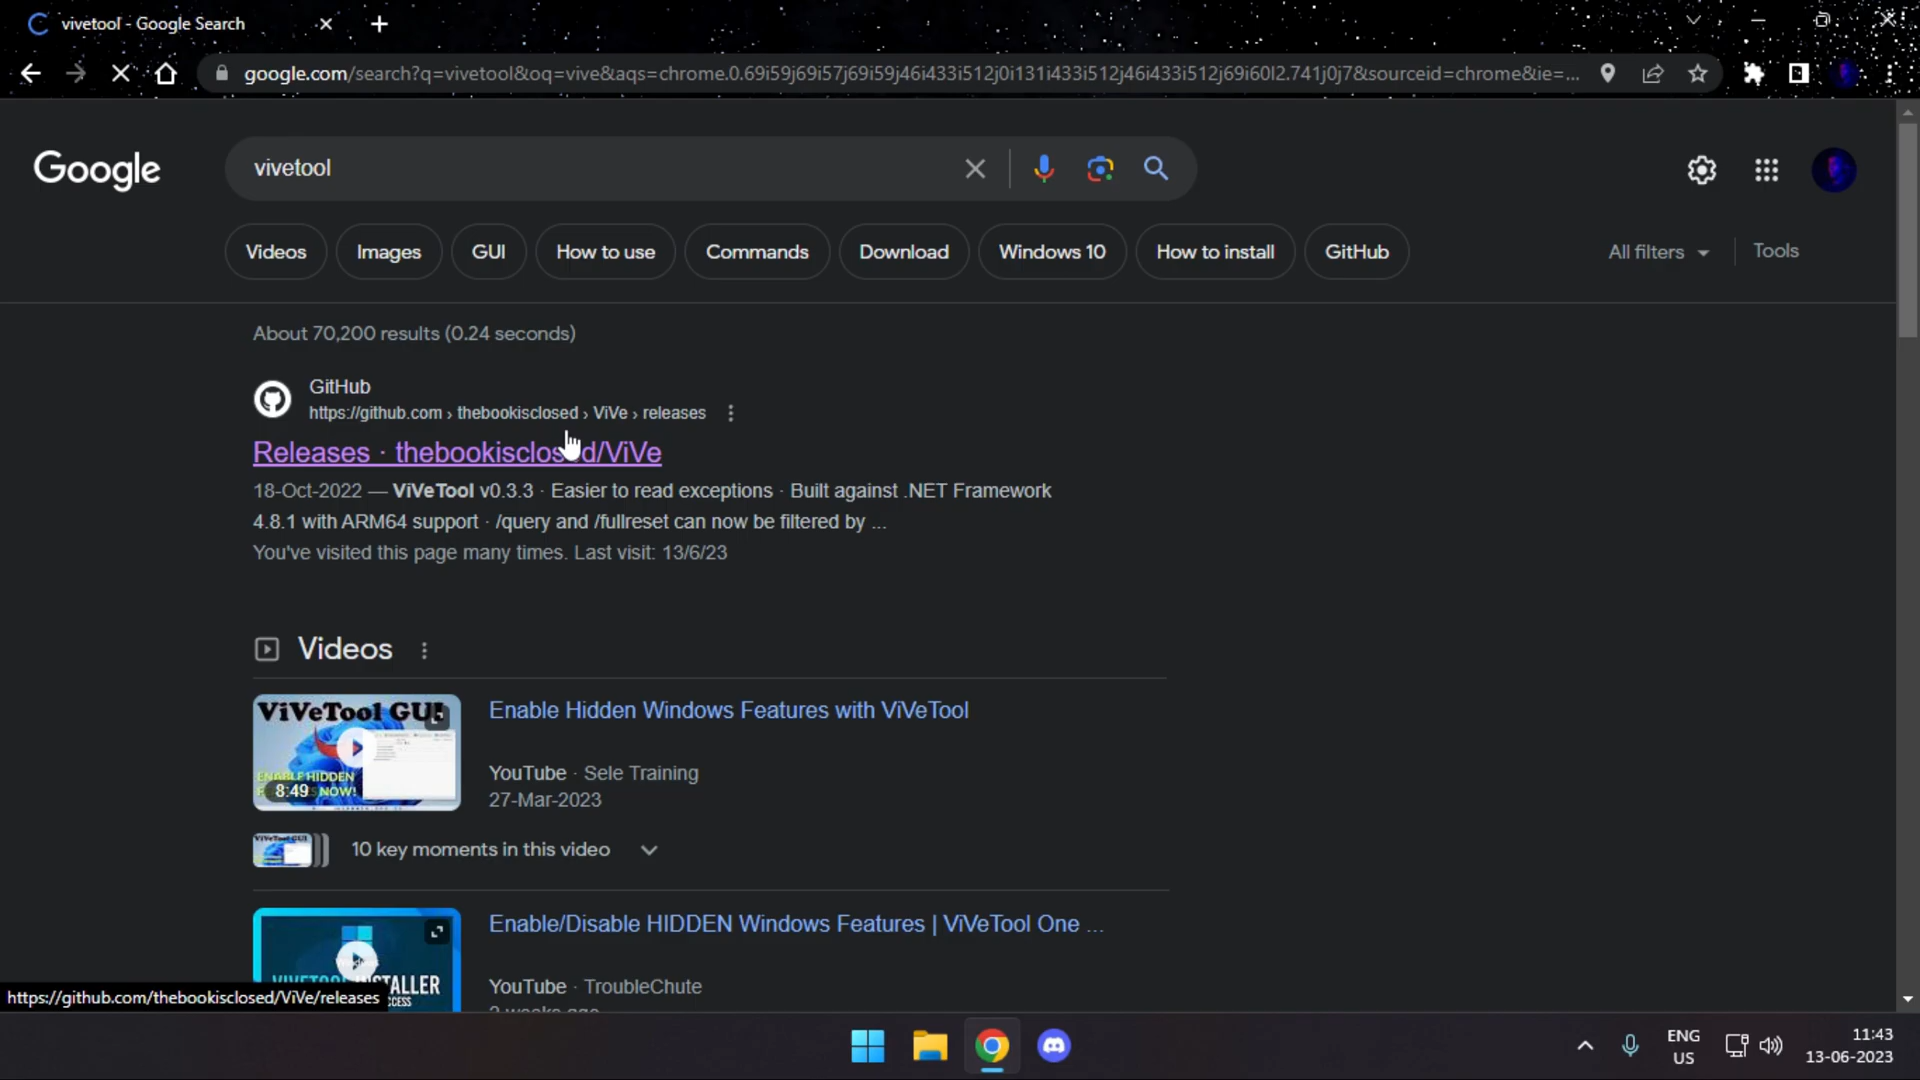 vivetool - Google Search
google.com/search?q=vivetool&oq=vive&aqs=chrome.0.69i59j69i57j69i59j46i433i512j0i131i433i512j46i433i512j69i60l2.741j0j7&sourceid=chrome&ie=...
Google
vivetool
Videos
Images
GUI
How to use
Commands
Download
Windows 10
How to install
GitHub
All filters
Tools
About 70,200 results (0.24 seconds)
GitHub
https://github.com › thebookisclosed › ViVe › releases
Releases · thebookisclosed/ViVe
18-Oct-2022 — ViVeTool v0.3.3 · Easier to read exceptions · Built against .NET Framework
4.8.1 with ARM64 support · /query and /fullreset can now be filtered by ...
You've visited this page many times. Last visit: 13/6/23
Videos
ViVeTool GUI
ENABLE HIDDEN
NOW!
8:49
Enable Hidden Windows Features with ViVeTool
YouTube · Sele Training
27-Mar-2023
10 key moments in this video
Enable/Disable HIDDEN Windows Features | ViVeTool One ...
YouTube · TroubleChute
2 weeks ago
https://github.com/thebookisclosed/ViVe/releases
ENG
US
11:43
13-06-2023